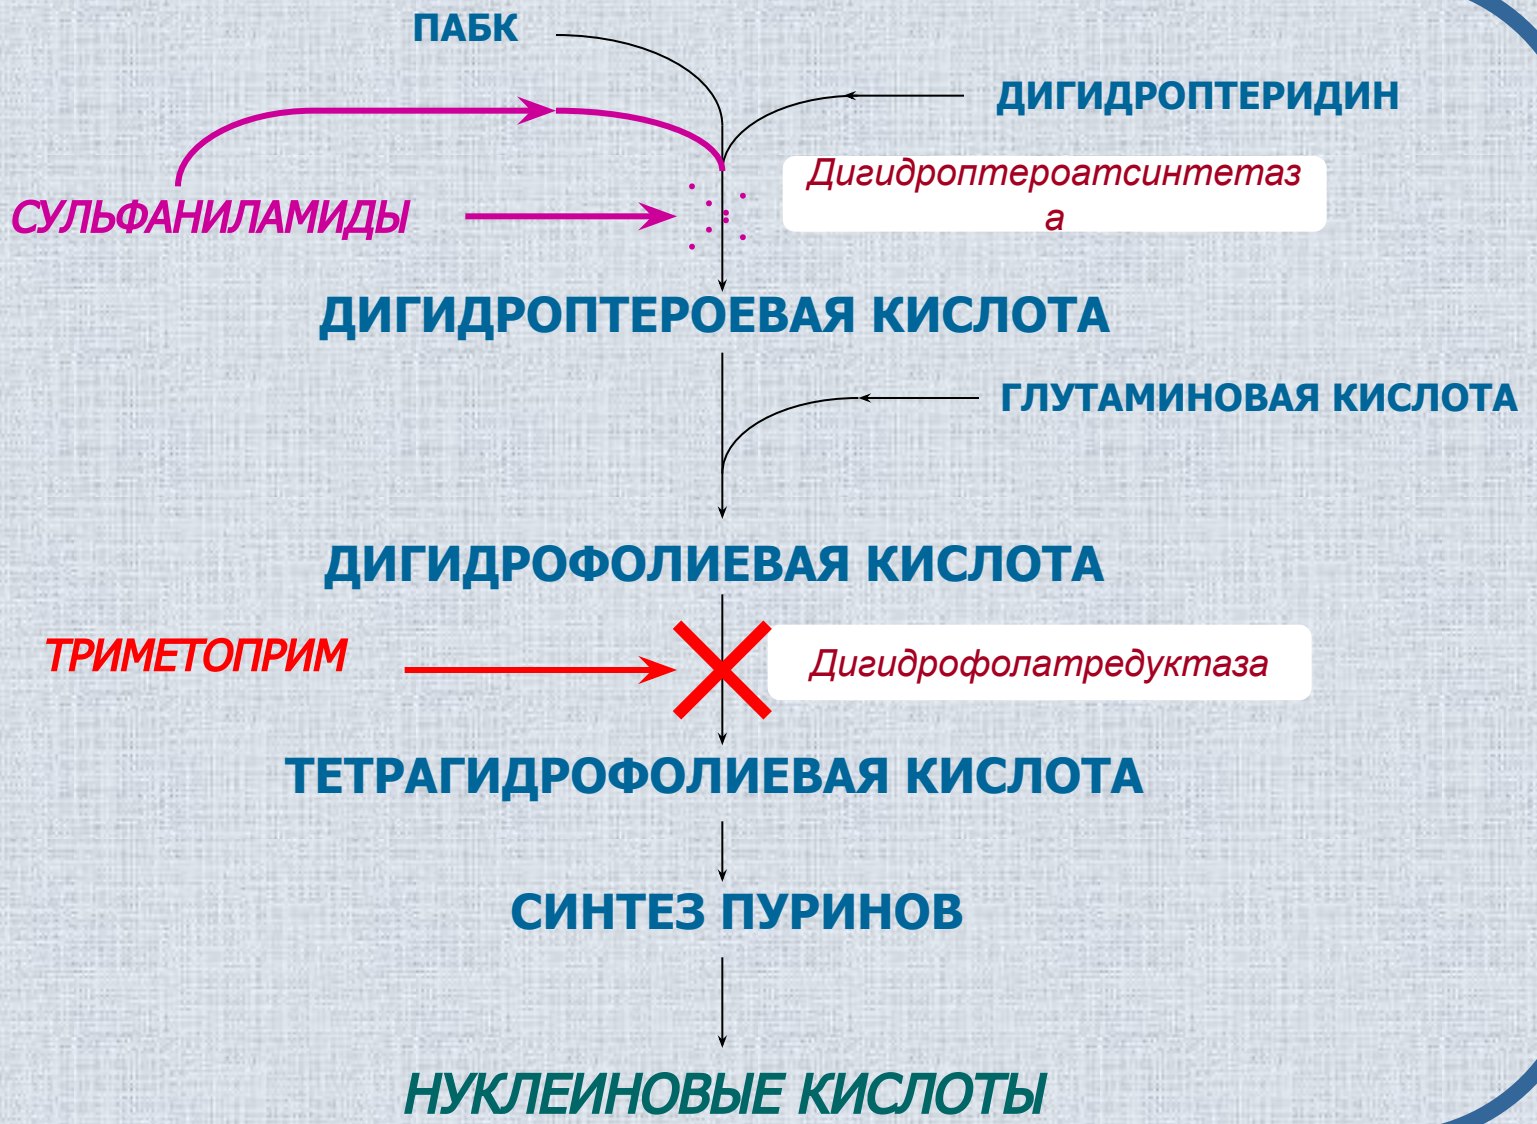 ПАБК
ДИГИДРОПТЕРИДИН
Дигидроптероатсинтетаз
а
СУЛЬФАНИЛАМИДЫ
ДИГИДРОПТЕРОЕВАЯ КИСЛОТА
ГЛУТАМИНОВАЯ КИСЛОТА
ДИГИДРОФОЛИЕВАЯ КИСЛОТА
ТРИМЕТОПРИМ
Дигидрофолатредуктаза
ТЕТРАГИДРОФОЛИЕВАЯ КИСЛОТА
СИНТЕЗ ПУРИНОВ
НУКЛЕИНОВЫЕ КИСЛОТЫ